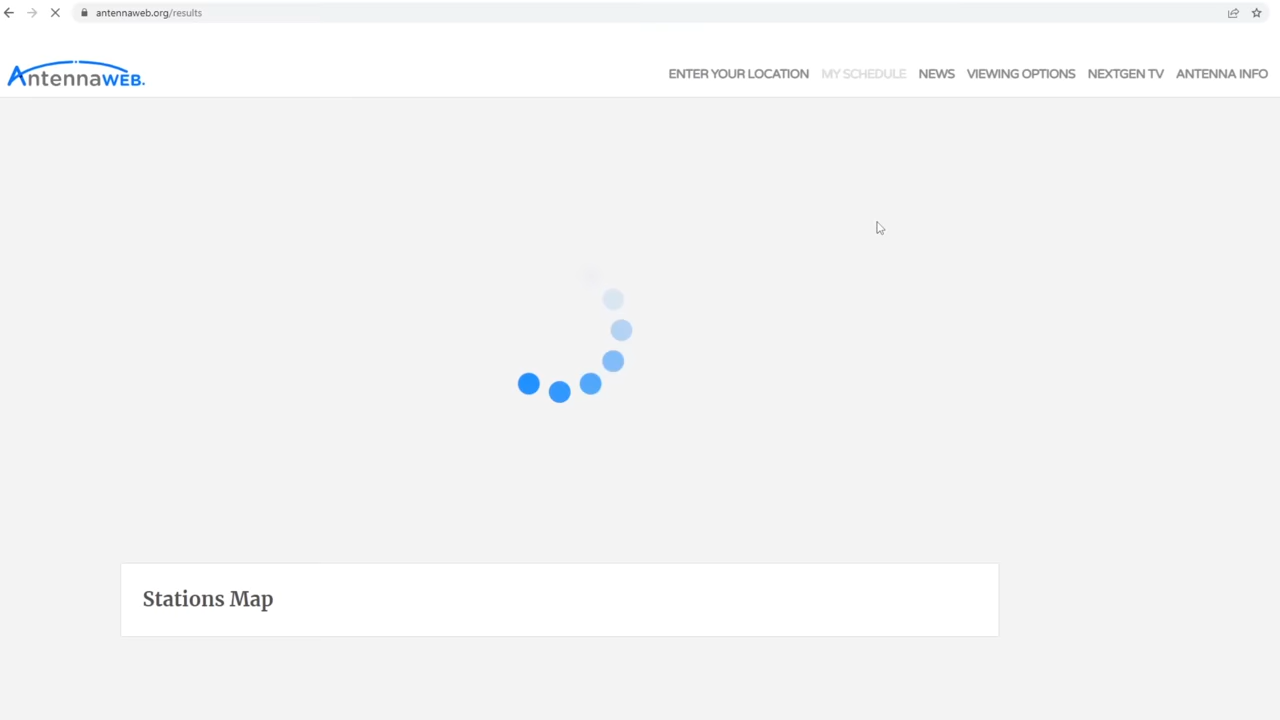 antennaweb.org/results
AntennaWEB.
ENTER YOUR LOCATION MY SCHEDULE NEWS VIEWING OPTIONS NEXTGEN TV ANTENNA INFO
Stations Map